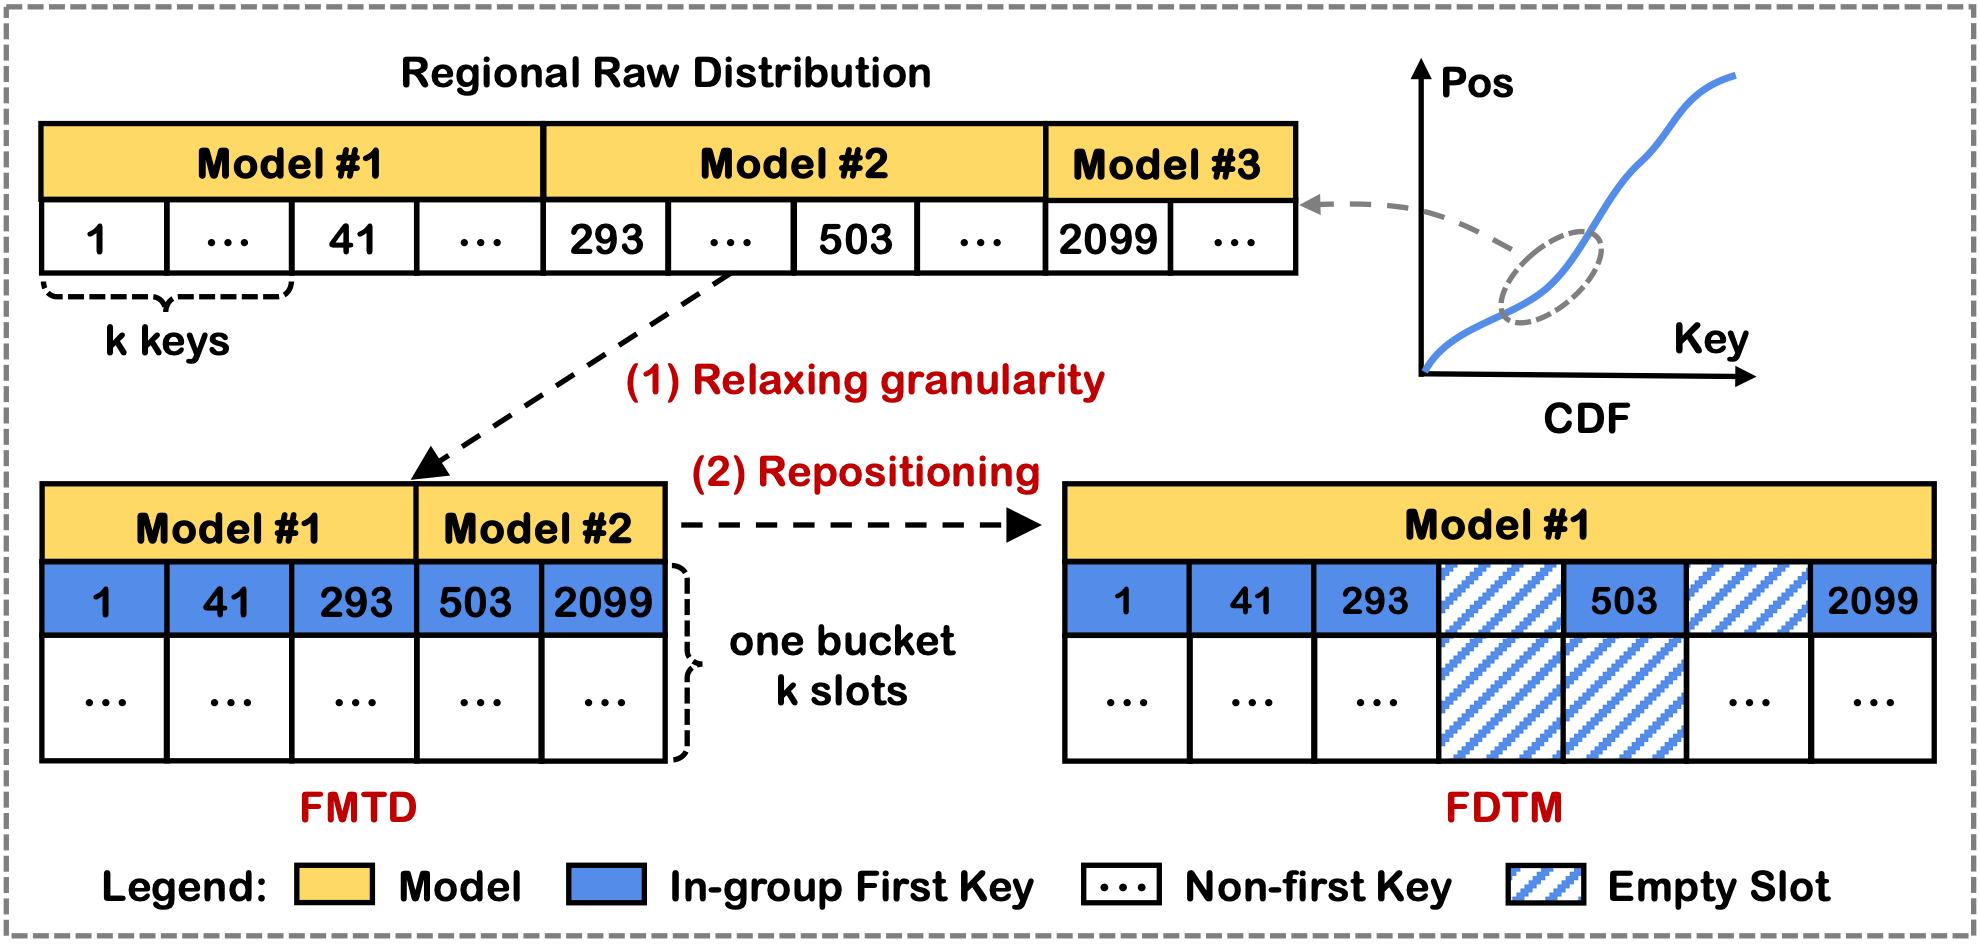 Regional Raw Distribution
Model #1 Model #2 Model #3
1 ... 41 ... 293 ... 503 ... 2099 ...
k keys
Pos
Key
CDF
(1) Relaxing granularity
(2) Repositioning
Model #1 Model #2
1 41 293 503 2099
... ... ... ... ...
one bucket
k slots
FMTD
Model #1
1 41 293 503 2099
... ... ... ... ...
FDTM
Legend: Model In-group First Key ... Non-first Key Empty Slot